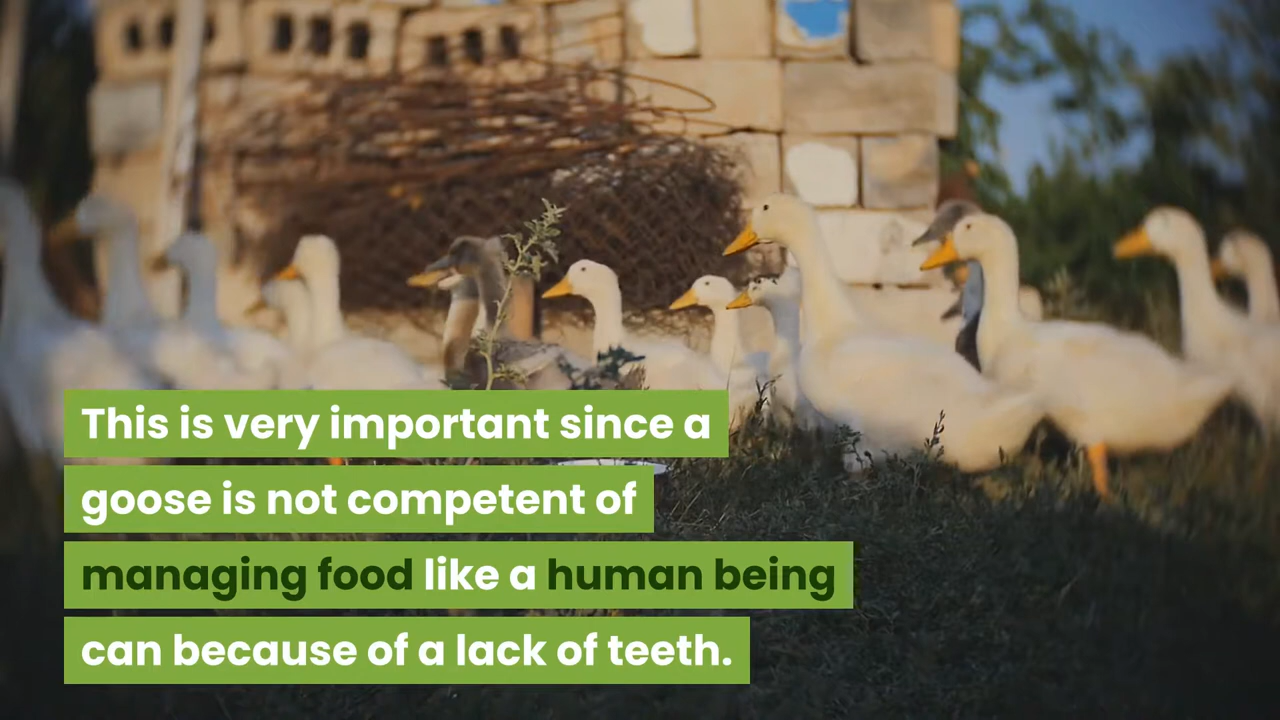 This is very important since a
goose is not competent of
managing food like a human being
can because of a lack of teeth.